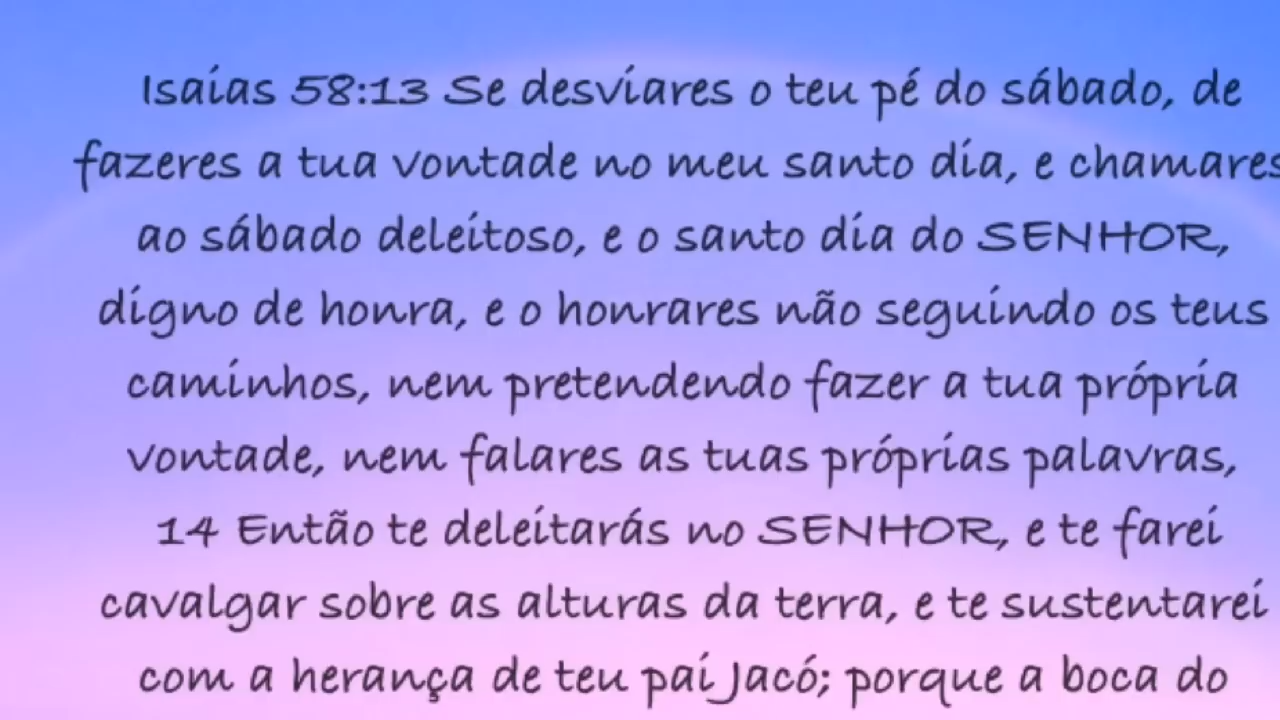 Isaías 58:13 Se desviares o teu pé do sábado, de
fazeres a tua vontade no meu santo dia, e chamares
ao sábado deleitoso, e o santo dia do SENHOR,
digno de honra, e o honrares não seguindo os teus
caminhos, nem pretendendo fazer a tua própria
vontade, nem falares as tuas próprias palavras,
14 Então te deleitarás no SENHOR, e te farei
cavalgar sobre as alturas da terra, e te sustentarei
com a herança de teu pai Jacó; porque a boca do